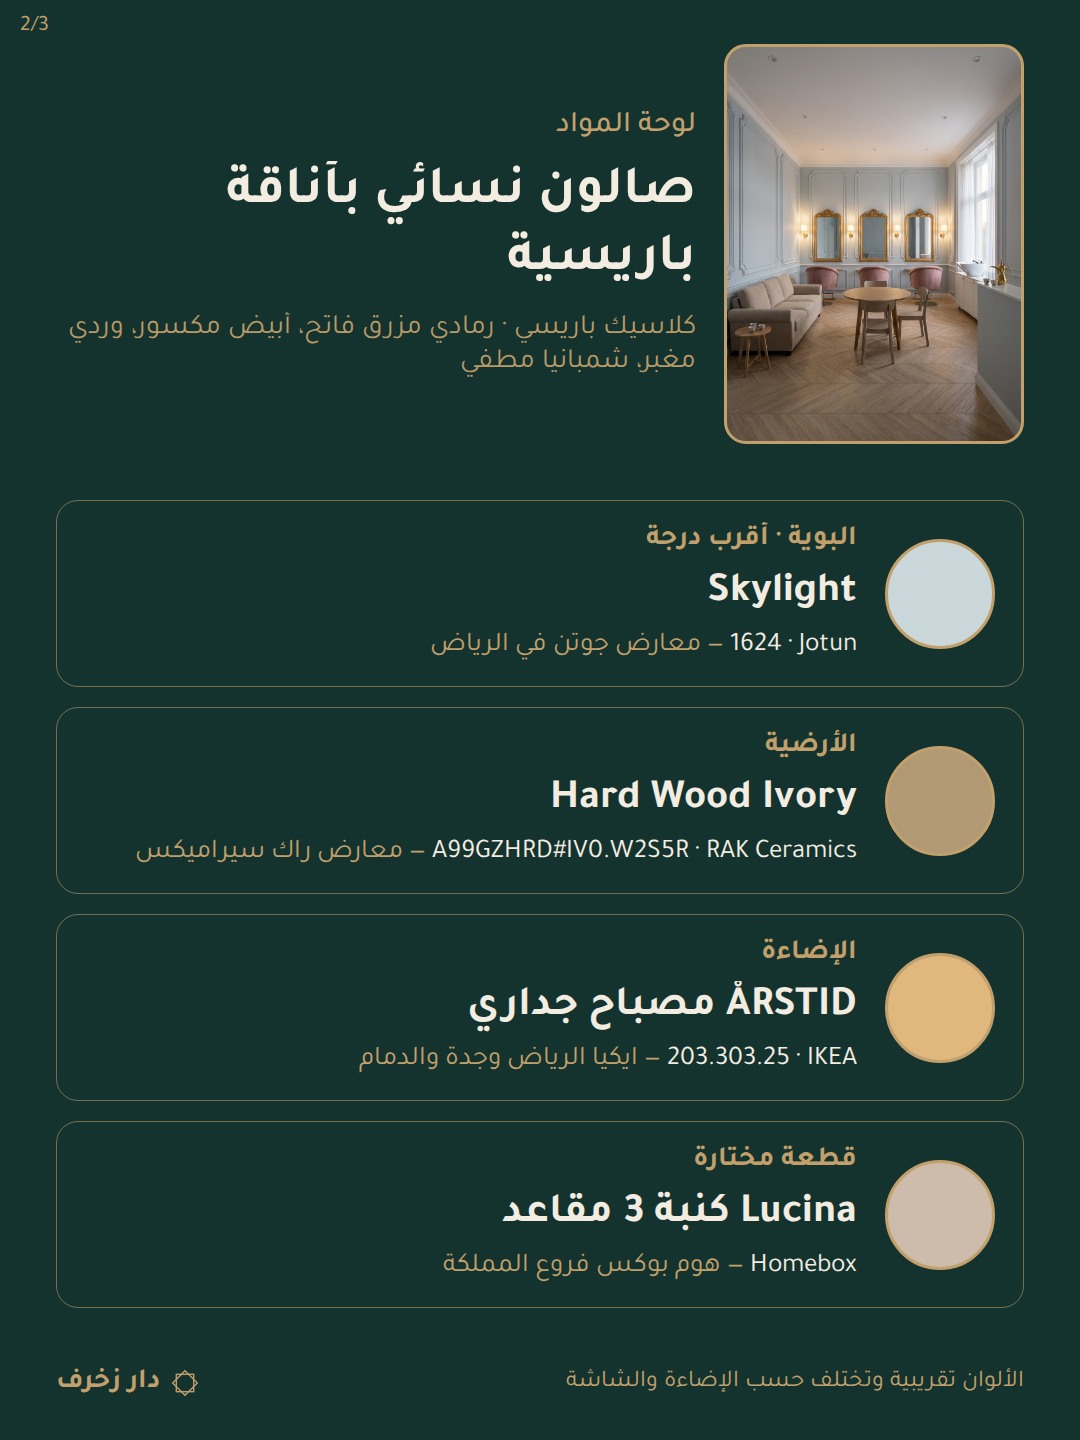 2/3
لوحة المواد
صالون نسائي بأناقة
باريسية
كلاسيك باريسي · رمادي مزرق فاتح، أبيض مكسور، وردي
مغبر، شمبانيا مطفي
البوية · أقرب درجة
Skylight
Jotun · 1624 – معارض جوتن في الرياض
الأرضية
Hard Wood Ivory
RAK Ceramics · A99GZHRD#IV0.W2S5R – معارض راك سيراميكس
الإضاءة
ÅRSTID مصباح جداري
IKEA · 203.303.25 – ايكيا الرياض وجدة والدمام
قطعة مختارة
Lucina كنبة 3 مقاعد
Homebox – هوم بوكس فروع المملكة
الألوان تقريبية وتختلف حسب الإضاءة والشاشة
دار زخرف